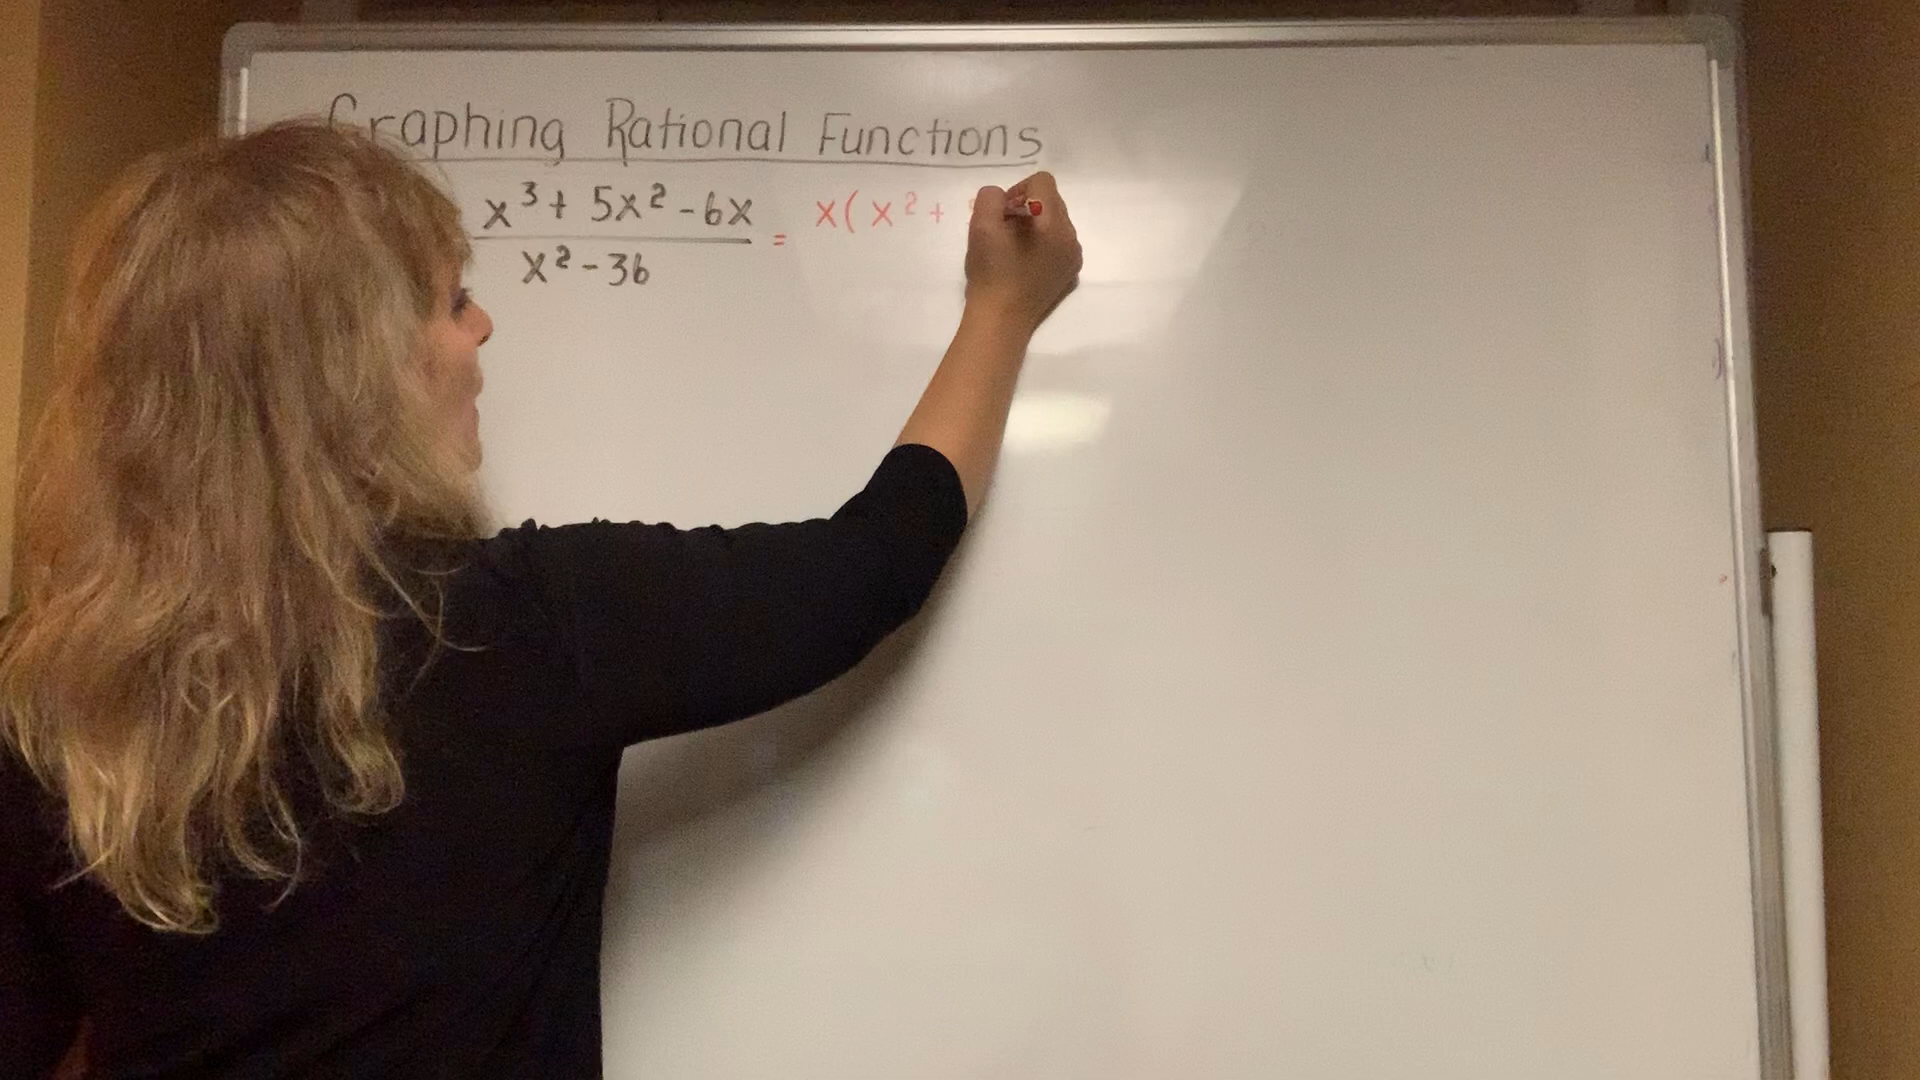 Graphing Rational Functions
x³ + 5x² - 6x = x( x² +
x² - 36